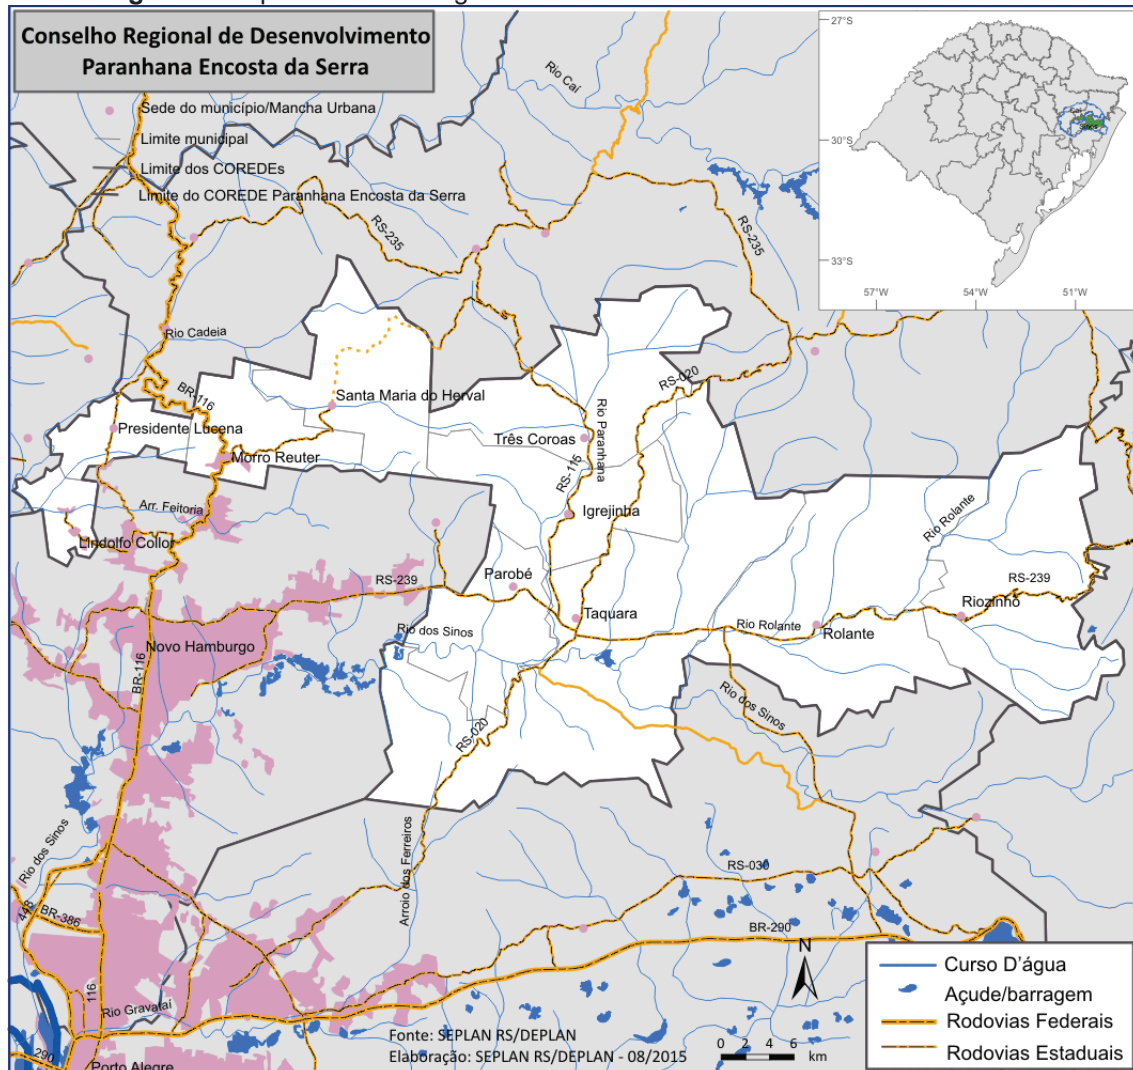 Conselho Regional de Desenvolvimento
Paranhana Encosta da Serra
Sede do município/Mancha Urbana
Limite municipal
Limite dos COREDEs
Limite do COREDE Paranhana Encosta da Serra
Rio Caí
27°S
30°S
33°S
57°W
54°W
51°W
Caí
Sinos
RS-235
RS-235
Rio Cadeia
BR-116
RS-020
Santa Maria do Herval
Rio Paranhana
Presidente Lucena
Três Coroas
Morro Reuter
RS-115
Arr. Feitoria
Igrejinha
Rio Rolante
Lindolfo Collor
Parobé
RS-239
RS-239
Taquara
Riozinho
Rio Rolante
Rolante
Rio dos Sinos
Novo Hamburgo
BR-116
Rio dos Sinos
RS-020
Rio dos Sinos
Arroio dos Ferreiros
RS-030
448
BR-386
BR-290
N
116
Rio Gravataí
290
Porto Alegre
Fonte: SEPLAN RS/DEPLAN
Elaboração: SEPLAN RS/DEPLAN - 08/2015
0 2 4 6
km
Curso D'água
Açude/barragem
Rodovias Federais
Rodovias Estaduais